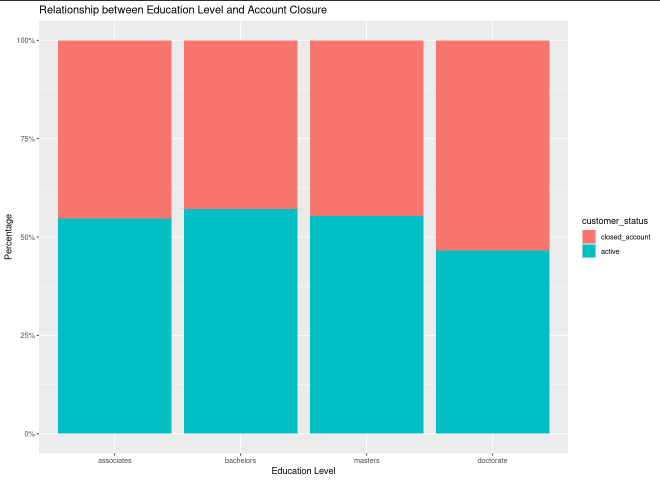 Relationship between Education Level and Account Closure
100%
75%
50%
25%
0%
Percentage
associates
bachelors
masters
doctorate
Education Level
customer_status
closed_account
active